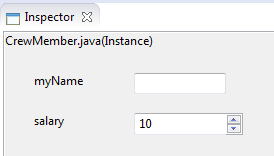 Inspector
CrewMember.java(Instance)
myName
salary
10